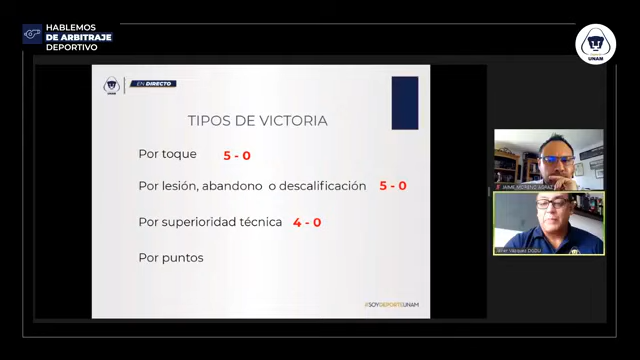 HABLEMOS
DE ARBITRAJE
DEPORTIVO
UNAM
UNAM
EN DIRECTO
TIPOS DE VICTORIA
Por toque 5 - 0
Por lesión, abandono o descalificación 5 - 0
Por superioridad técnica 4 - 0
Por puntos
#SOYDEPORTEUNAM